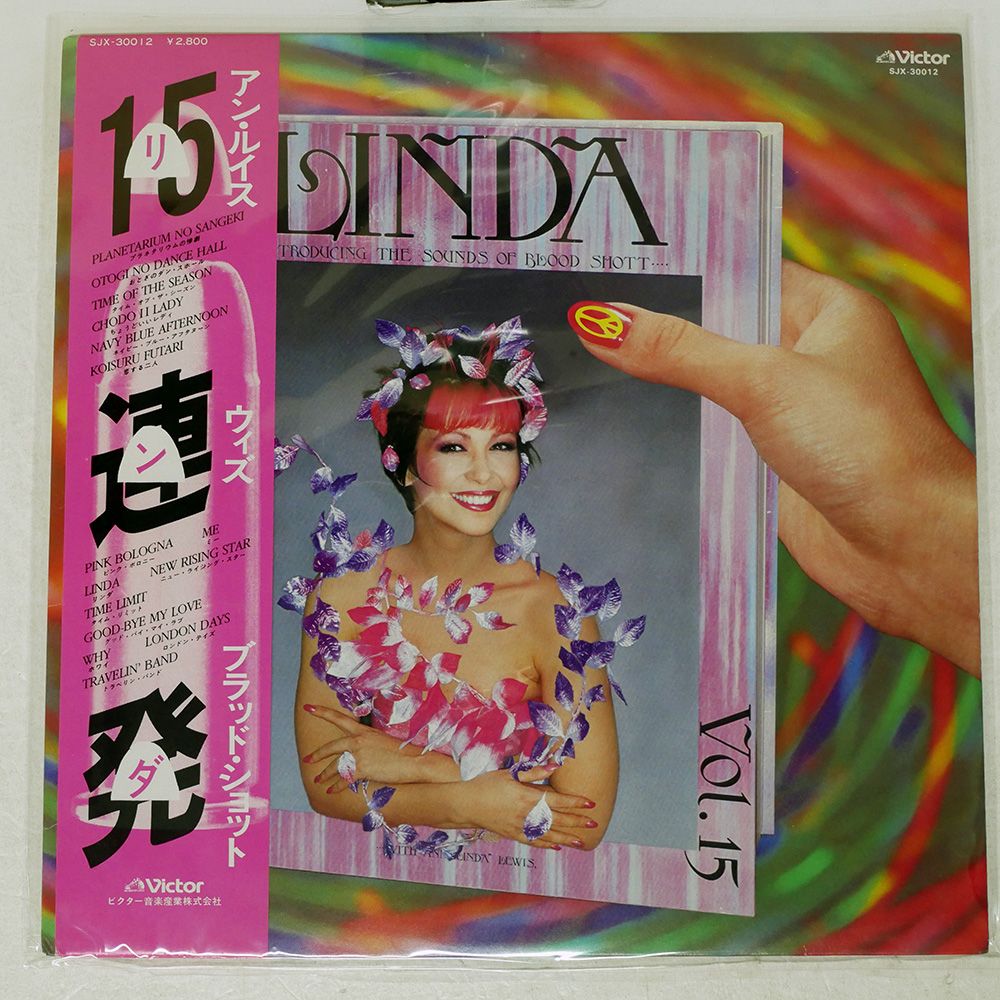 SJX-30012 ¥2,800
アン・ルイス
ウィズ
ブラッド・ショット
15
リ
PLANETARIUM NO SANGEKI
プラネタリウムの惨劇
OTOGI NO DANCE HALL
おとぎのダンス・ホール
TIME OF THE SEASON
タイム・オブ・ザ・シーズン
CHODO II LADY
ちょうどいいレディ
NAVY BLUE AFTERNOON
ネイビー・ブルー・アフタヌーン
KOISURU FUTARI
恋する二人
連
ン
PINK BOLOGNA
ピンク・ボロニー
ME
ミー
LINDA
リンダ
NEW RISING STAR
ニュー・ライジング・スター
TIME LIMIT
タイム・リミット
GOOD-BYE MY LOVE
グッド・バイ・マイ・ラブ
WHY
ホワイ
LONDON DAYS
ロンドン・デイズ
TRAVELIN' BAND
トラベリン・バンド
発
ダ
Victor
ビクター音楽産業株式会社
Victor
SJX-30012
LINDA
TRODUCING THE SOUNDS OF BLOOD SHOTT....
Vol. 15
...WITH ANN "LINDA" LEWIS.